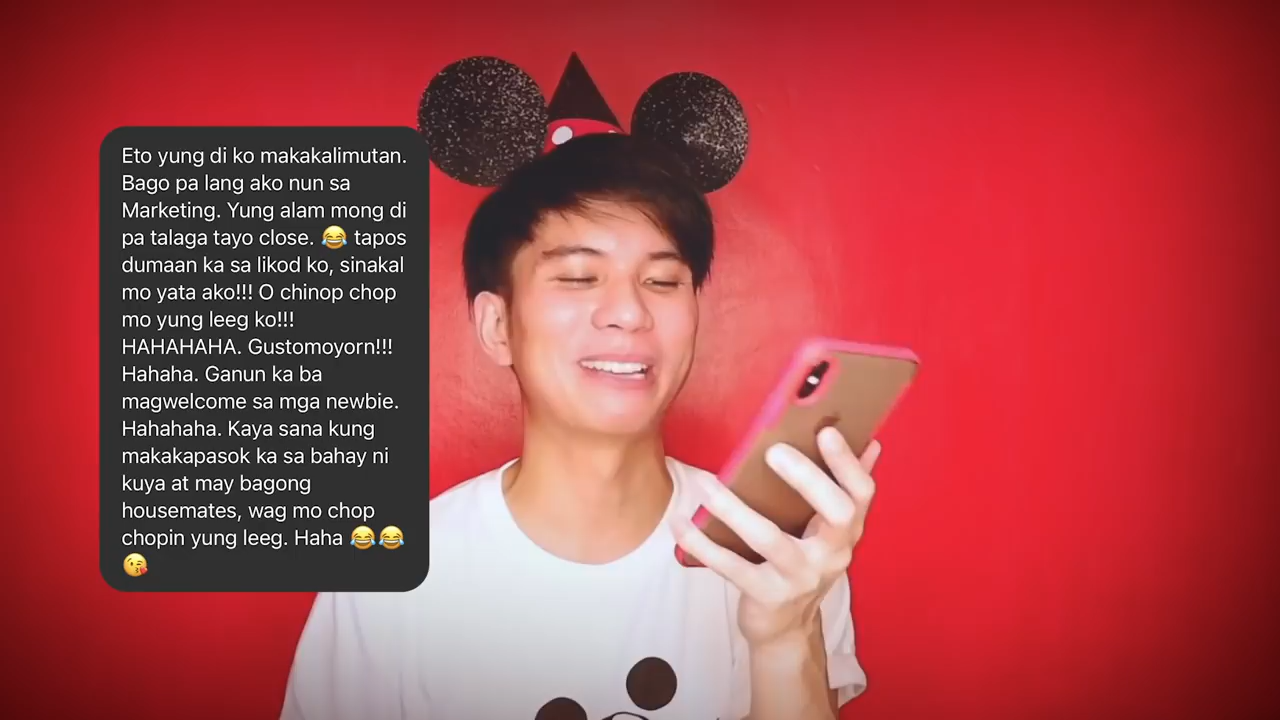 Eto yung di ko makakalimutan.
Bago pa lang ako nun sa
Marketing. Yung alam mong di
pa talaga tayo close. 😂 tapos
dumaan ka sa likod ko, sinakal
mo yata ako!!! O chinop chop
mo yung leeg ko!!!
HAHAHAHA. Gustomoyorn!!!
Hahaha. Ganun ka ba
magwelcome sa mga newbie.
Hahahaha. Kaya sana kung
makakapasok ka sa bahay ni
kuya at may bagong
housemates, wag mo chop
chopin yung leeg. Haha 😂😂
😘